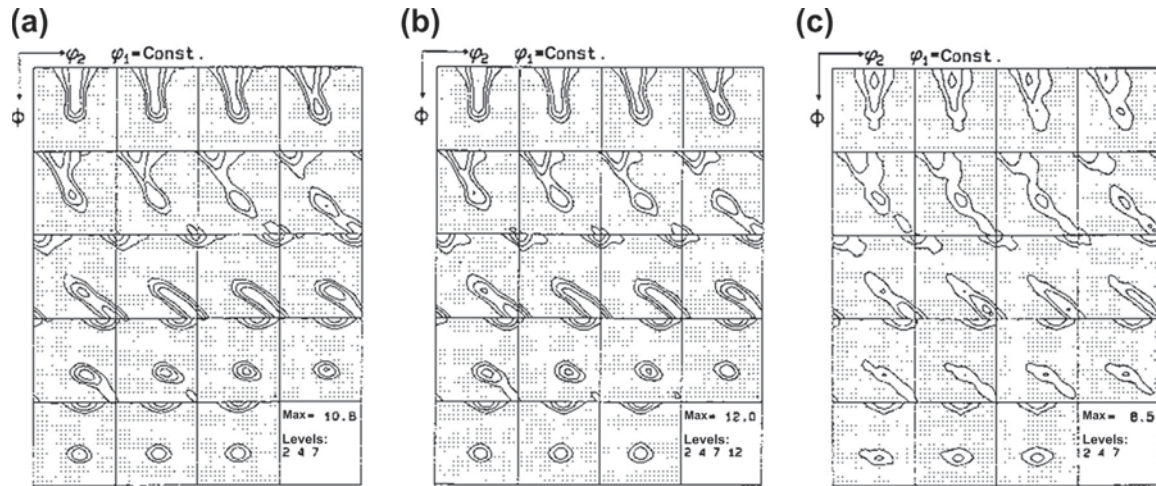 (a)
φ₂ φ₁=Const.
Φ
Max= 10.8
Levels:
2 4 7
(b)
φ₂ φ₁=Const.
Φ
Max= 12.0
Levels:
2 4 7 12
(c)
φ₂ φ₁=Const.
Φ
Max= 8.5
Levels:
2 4 7